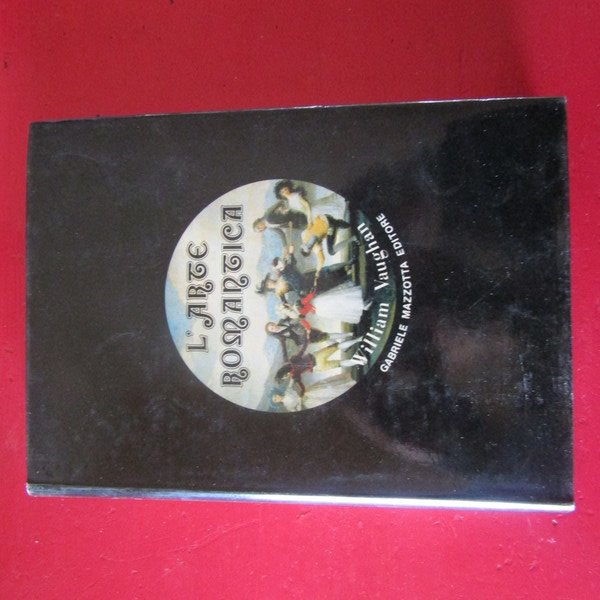 L'ARTE
ROMANTICA
William Vaughan
GABRIELE MAZZOTTA EDITORE